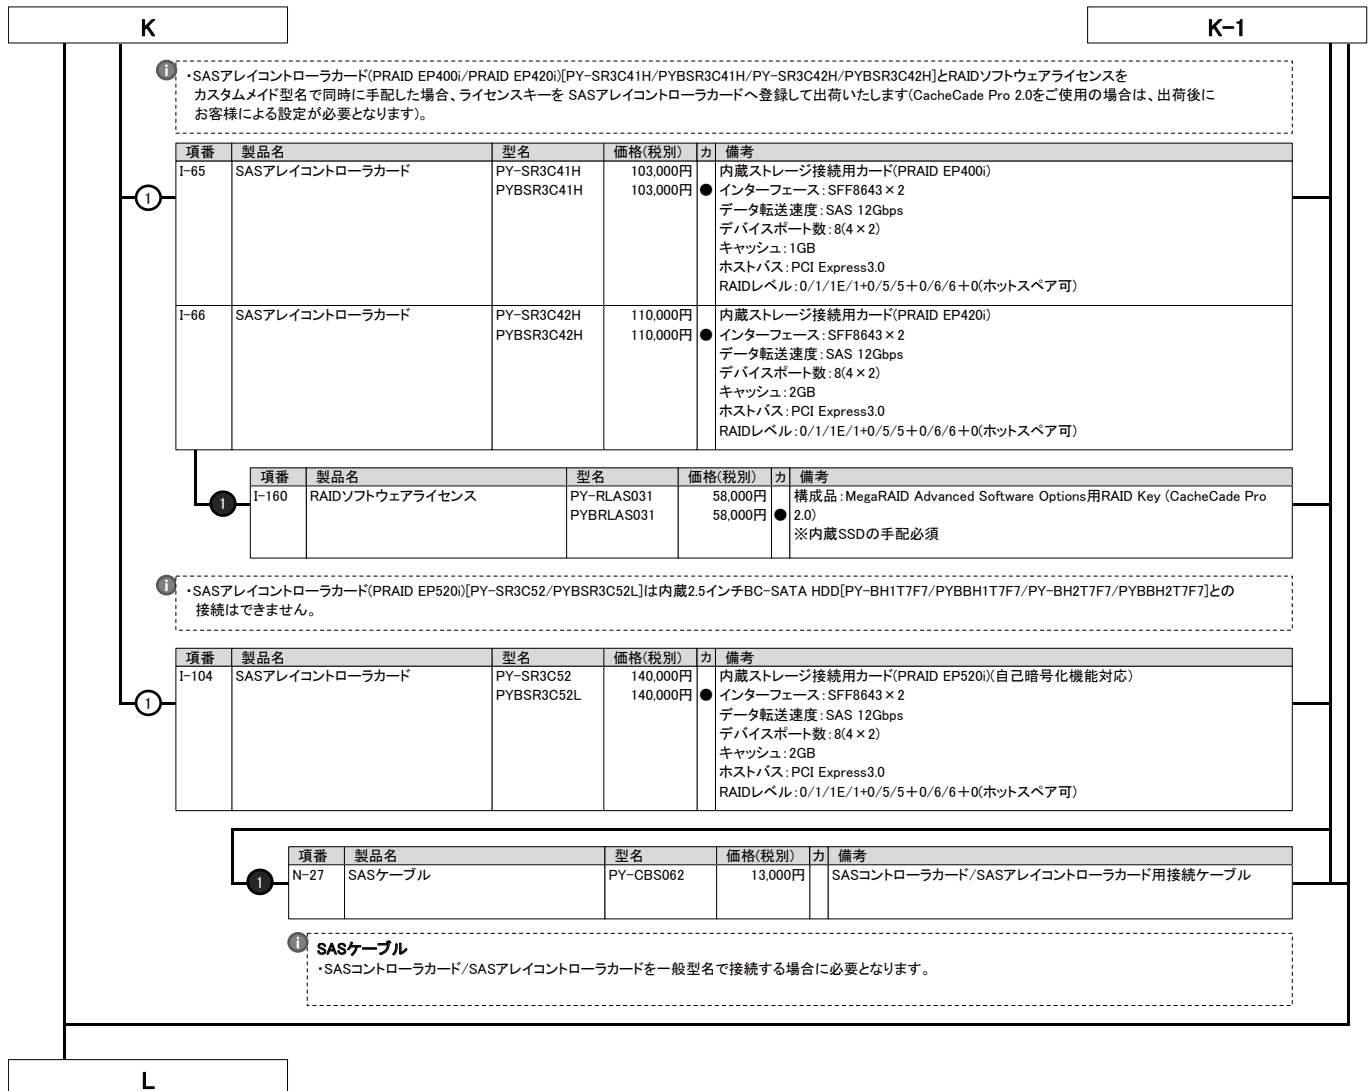 K
K-1
・SASアレイコントローラカード(PRAID EP400i/PRAID EP420i)[PY-SR3C41H/PYBSR3C41H/PY-SR3C42H/PYBSR3C42H]とRAIDソフトウェアライセンスを
カスタムメイド型名で同時に手配した場合、ライセンスキーを SASアレイコントローラカードへ登録して出荷いたします(CacheCade Pro 2.0をご使用の場合は、出荷後に
お客様による設定が必要となります)。
項番 製品名 型名 価格(税別) カ 備考
I-65 SASアレイコントローラカード PY-SR3C41H 103,000円 内蔵ストレージ接続用カード(PRAID EP400i)
1 PYBSR3C41H 103,000円 ● インターフェース:SFF8643×2
データ転送速度:SAS 12Gbps
デバイスポート数:8(4×2)
キャッシュ:1GB
ホストバス:PCI Express3.0
RAIDレベル:0/1/1E/1+0/5/5+0/6/6+0(ホットスペア可)
I-66 SASアレイコントローラカード PY-SR3C42H 110,000円 内蔵ストレージ接続用カード(PRAID EP420i)
PYBSR3C42H 110,000円 ● インターフェース:SFF8643×2
データ転送速度:SAS 12Gbps
デバイスポート数:8(4×2)
キャッシュ:2GB
ホストバス:PCI Express3.0
RAIDレベル:0/1/1E/1+0/5/5+0/6/6+0(ホットスペア可)
項番 製品名 型名 価格(税別) カ 備考
I-160 RAIDソフトウェアライセンス PY-RLAS031 58,000円 構成品:MegaRAID Advanced Software Options用RAID Key (CacheCade Pro
1 PYBRLAS031 58,000円 ● 2.0)
※内蔵SSDの手配必須
・SASアレイコントローラカード(PRAID EP520i)[PY-SR3C52/PYBSR3C52L]は内蔵2.5インチBC-SATA HDD[PY-BH1T7F7/PYBBH1T7F7/PY-BH2T7F7/PYBBH2T7F7]との
接続はできません。
項番 製品名 型名 価格(税別) カ 備考
I-104 SASアレイコントローラカード PY-SR3C52 140,000円 内蔵ストレージ接続用カード(PRAID EP520i)(自己暗号化機能対応)
1 PYBSR3C52L 140,000円 ● インターフェース:SFF8643×2
データ転送速度:SAS 12Gbps
デバイスポート数:8(4×2)
キャッシュ:2GB
ホストバス:PCI Express3.0
RAIDレベル:0/1/1E/1+0/5/5+0/6/6+0(ホットスペア可)
項番 製品名 型名 価格(税別) カ 備考
1 N-27 SASケーブル PY-CBS062 13,000円 SASコントローラカード/SASアレイコントローラカード用接続ケーブル
SASケーブル
・SASコントローラカード/SASアレイコントローラカードを一般型名で接続する場合に必要となります。
L